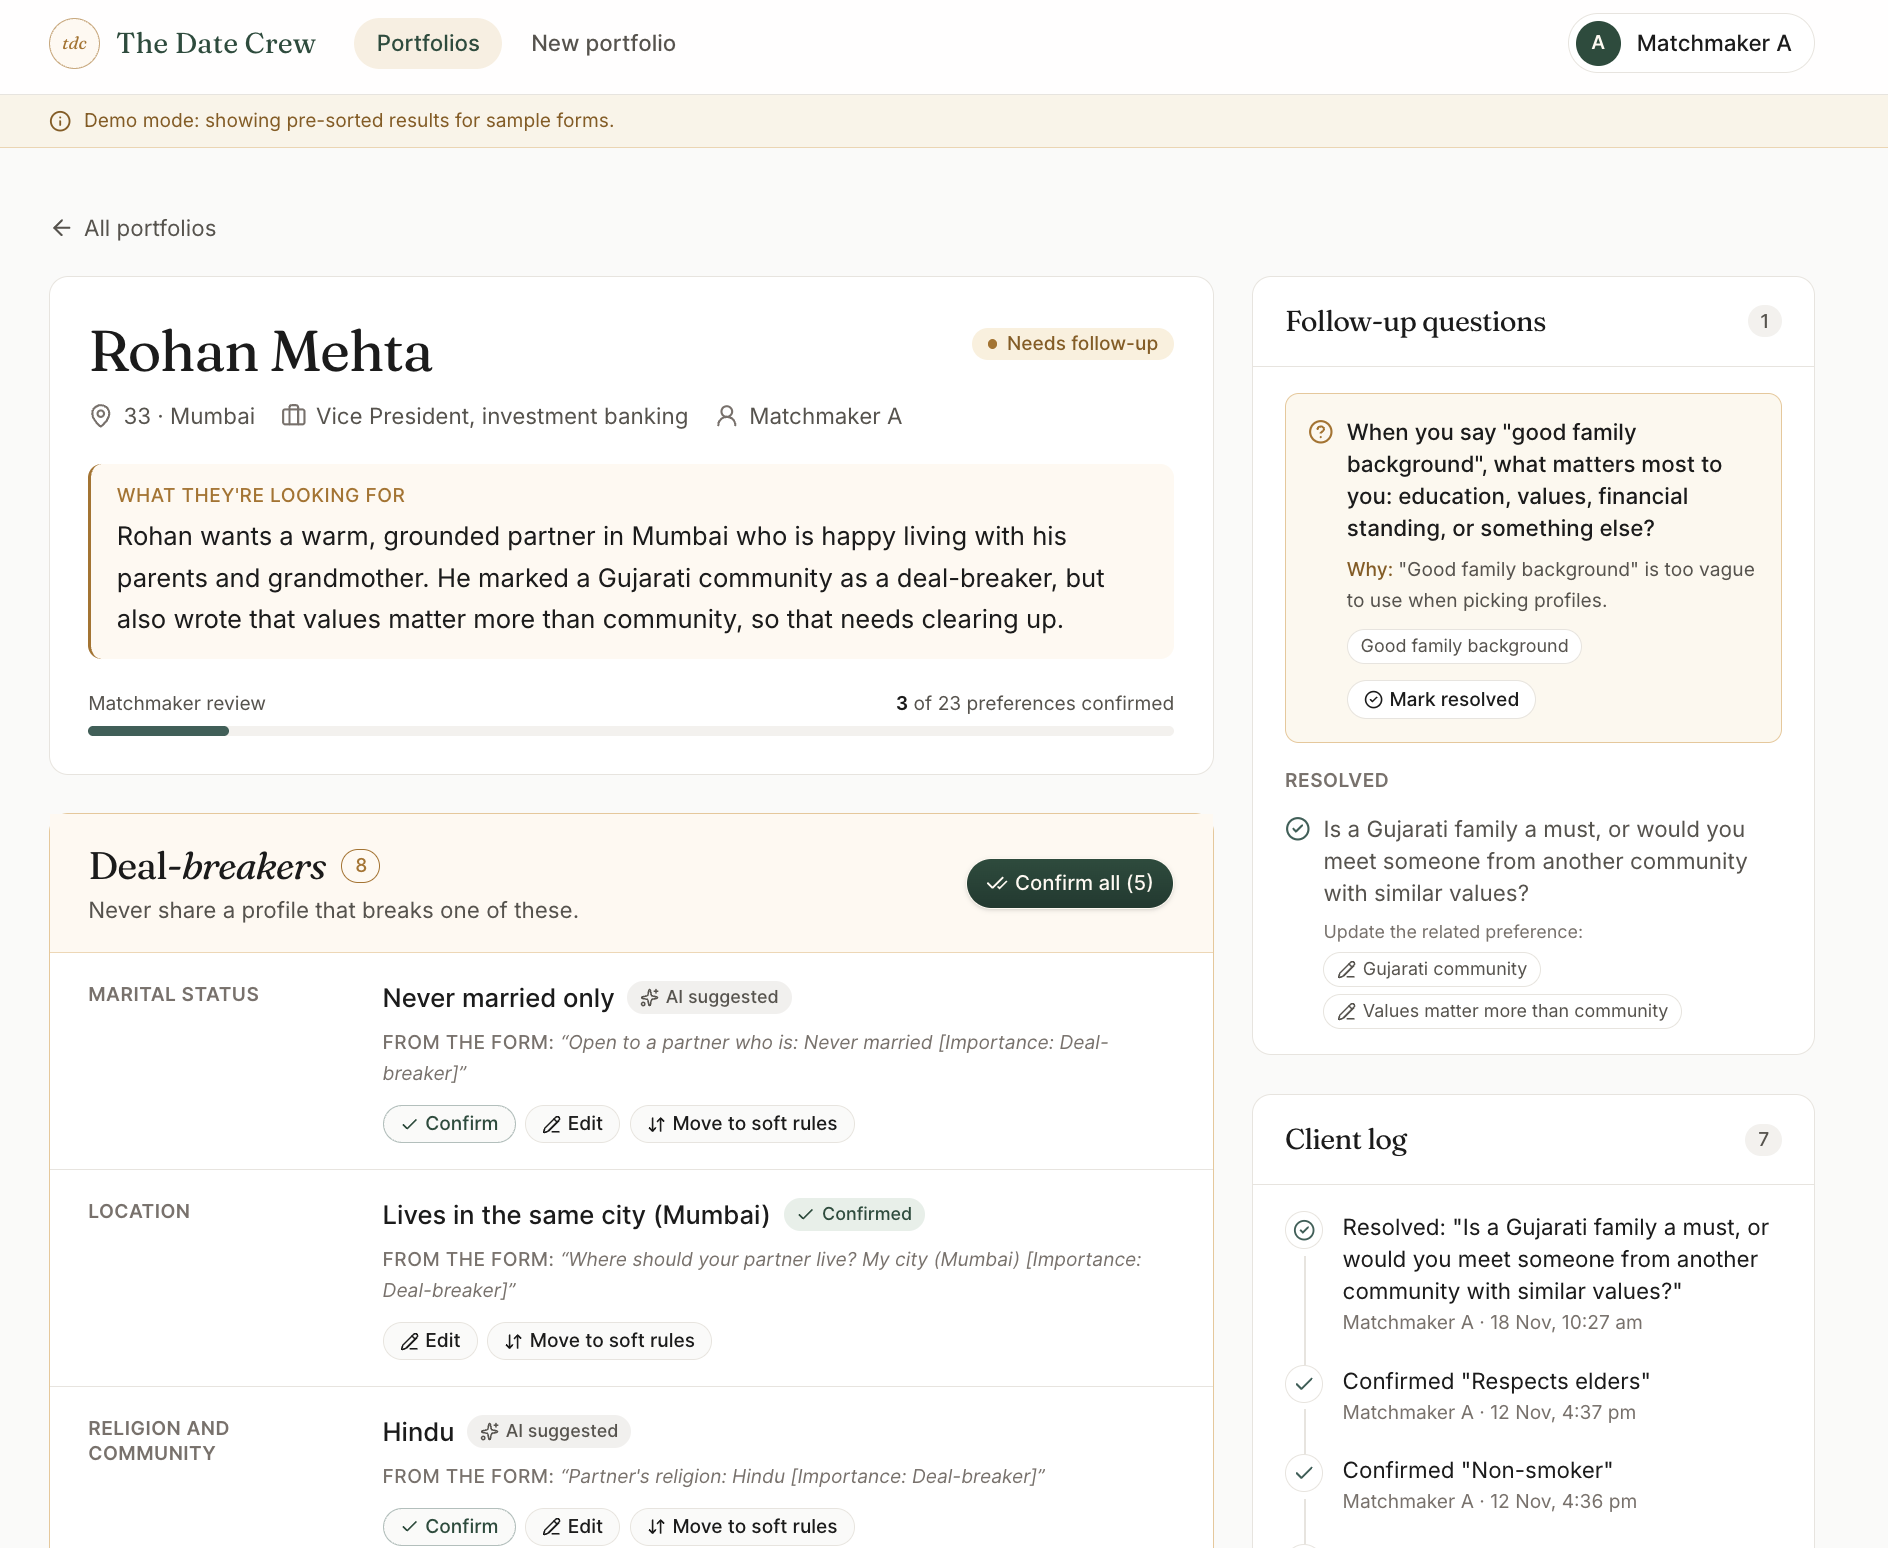 tdc The Date Crew Portfolios New portfolio A Matchmaker A
Demo mode: showing pre-sorted results for sample forms.
All portfolios
Rohan Mehta
Needs follow-up
33 · Mumbai Vice President, investment banking Matchmaker A
WHAT THEY'RE LOOKING FOR
Rohan wants a warm, grounded partner in Mumbai who is happy living with his
parents and grandmother. He marked a Gujarati community as a deal-breaker, but
also wrote that values matter more than community, so that needs clearing up.
Matchmaker review 3 of 23 preferences confirmed
Deal-breakers 8
Never share a profile that breaks one of these.
Confirm all (5)
MARITAL STATUS
Never married only AI suggested
FROM THE FORM: “Open to a partner who is: Never married [Importance: Deal-
breaker]”
Confirm Edit Move to soft rules
LOCATION
Lives in the same city (Mumbai) Confirmed
FROM THE FORM: “Where should your partner live? My city (Mumbai) [Importance:
Deal-breaker]”
Edit Move to soft rules
RELIGION AND
COMMUNITY
Hindu AI suggested
FROM THE FORM: “Partner's religion: Hindu [Importance: Deal-breaker]”
Confirm Edit Move to soft rules
Follow-up questions 1
When you say "good family
background", what matters most to
you: education, values, financial
standing, or something else?
Why: "Good family background" is too vague
to use when picking profiles.
Good family background
Mark resolved
RESOLVED
Is a Gujarati family a must, or would you
meet someone from another community
with similar values?
Update the related preference:
Gujarati community
Values matter more than community
Client log 7
Resolved: "Is a Gujarati family a must, or
would you meet someone from another
community with similar values?"
Matchmaker A · 18 Nov, 10:27 am
Confirmed "Respects elders"
Matchmaker A · 12 Nov, 4:37 pm
Confirmed "Non-smoker"
Matchmaker A · 12 Nov, 4:36 pm